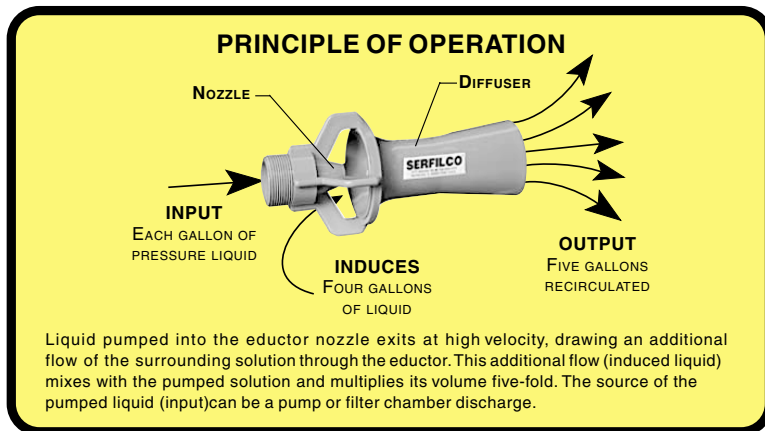 PRINCIPLE OF OPERATION
NOZZLE
DIFFUSER
SERFILCO
INPUT
EACH GALLON OF
PRESSURE LIQUID
INDUCES
FOUR GALLONS
OF LIQUID
OUTPUT
FIVE GALLONS
RECIRCULATED
Liquid pumped into the eductor nozzle exits at high velocity, drawing an additional
flow of the surrounding solution through the eductor. This additional flow (induced liquid)
mixes with the pumped solution and multiplies its volume five-fold. The source of the
pumped liquid (input)can be a pump or filter chamber discharge.